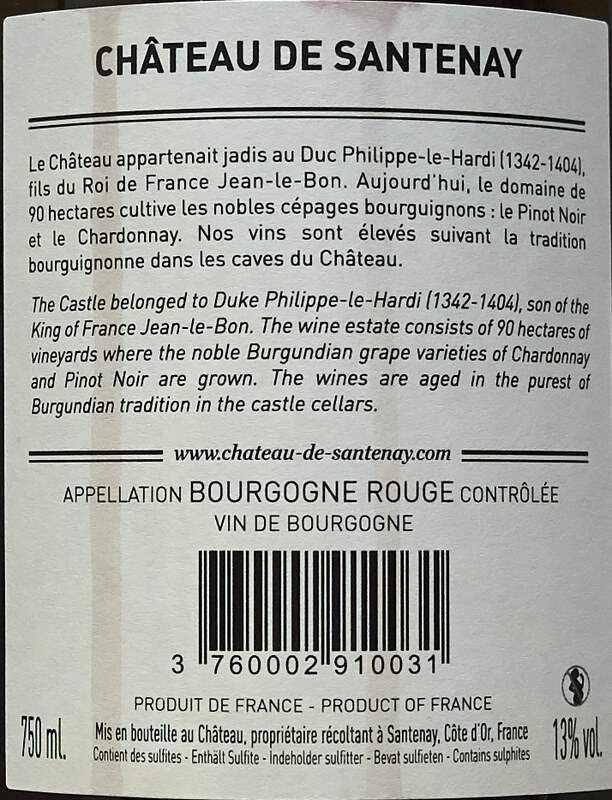 CHÂTEAU DE SANTENAY
Le Château appartenait jadis au Duc Philippe-le-Hardi (1342-1404),
fils du Roi de France Jean-le-Bon. Aujourd'hui, le domaine de
90 hectares cultive les nobles cépages bourguignons : le Pinot Noir
et le Chardonnay. Nos vins sont élevés suivant la tradition
bourguignonne dans les caves du Château.
The Castle belonged to Duke Philippe-le-Hardi (1342-1404), son of the
King of France Jean-le-Bon. The wine estate consists of 90 hectares of
vineyards where the noble Burgundian grape varieties of Chardonnay
and Pinot Noir are grown. The wines are aged in the purest of
Burgundian tradition in the castle cellars.
www.chateau-de-santenay.com
APPELLATION BOURGOGNE ROUGE CONTRÔLÉE
VIN DE BOURGOGNE
3 760002 910031
PRODUIT DE FRANCE - PRODUCT OF FRANCE
750 ml. Mis en bouteille au Château, propriétaire récoltant à Santenay, Côte d'Or, France 13% vol.
Contient des sulfites - Enthält Sulfite - Indeholder sulfitter - Bevat sulfieten - Contains sulphites